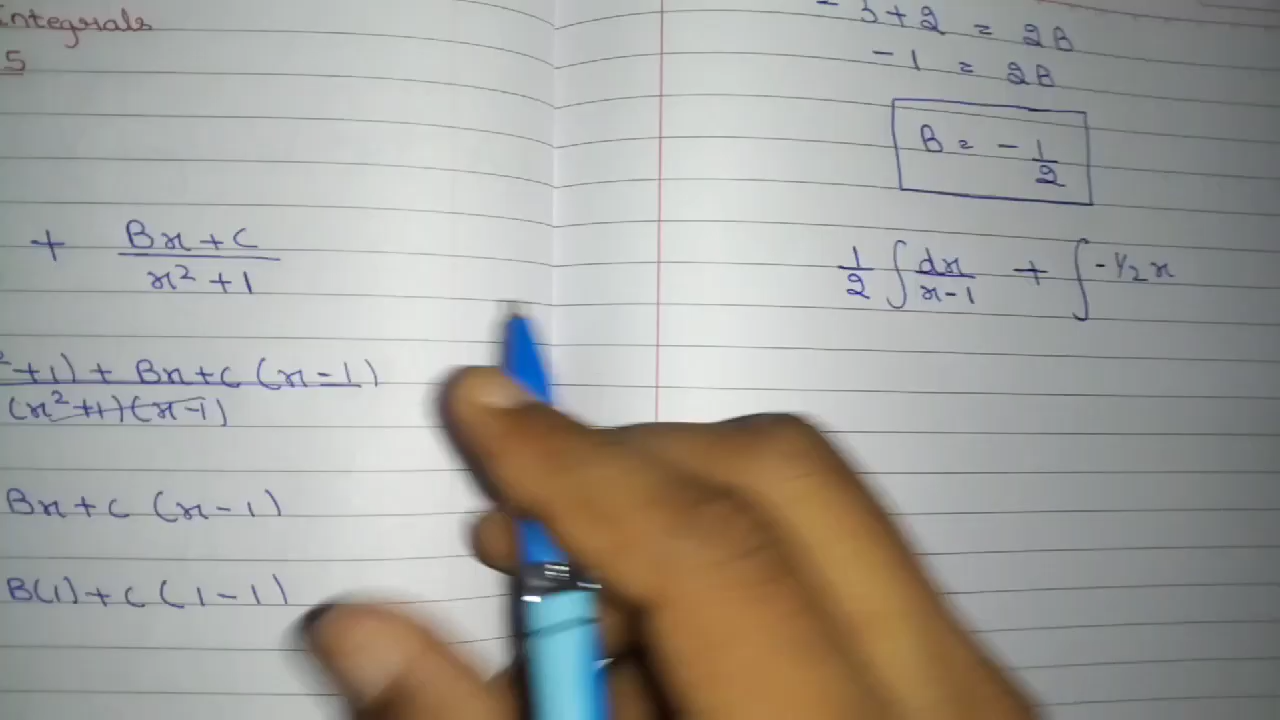 integrals
5
+ Bx+C
x²+1
²+1) + Bx+C (x-1)
(x²+1)(x-1)
Bx+C (x-1)
B(1)+C(1-1)
+2 = 2B
-1 = 2B
B = -1/2
1/2 ∫ dx/x-1 + ∫ -1/2 x